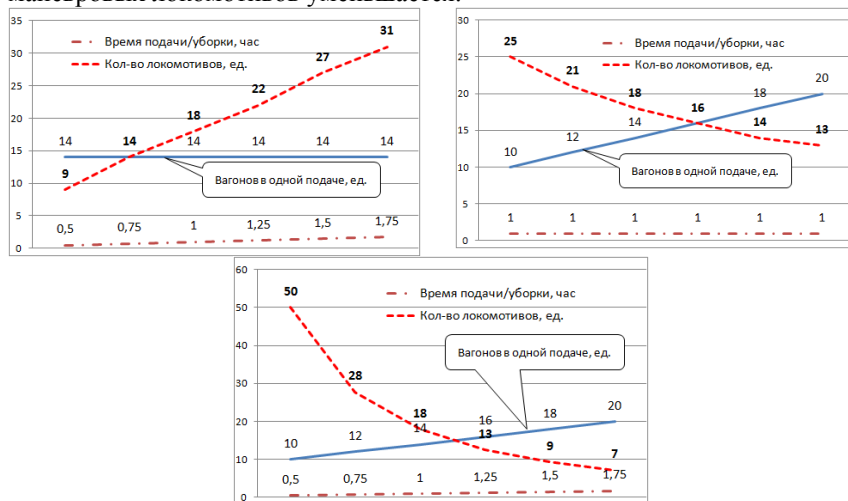 маневровых локомотивов уменьшается.
35
30
25
20
15
10
5
0
Время подачи/уборки, час
Кол-во локомотивов, ед.
9 14 18 22 27 31
14 14 14 14 14
Вагонов в одной подаче, ед.
0,5 0,75 1 1,25 1,5 1,75
30
25
20
15
10
5
0
Время подачи/уборки, час
Кол-во локомотивов, ед.
25 21 18 16 14 13
10 12 14 18 20
Вагонов в одной подаче, ед.
1 1 1 1 1 1
60
50
40
30
20
10
0
Время подачи/уборки, час
Кол-во локомотивов, ед.
Вагонов в одной подаче, ед.
50 28 18 13 9 7
10 12 14 16 18 20
0,5 0,75 1 1,25 1,5 1,75